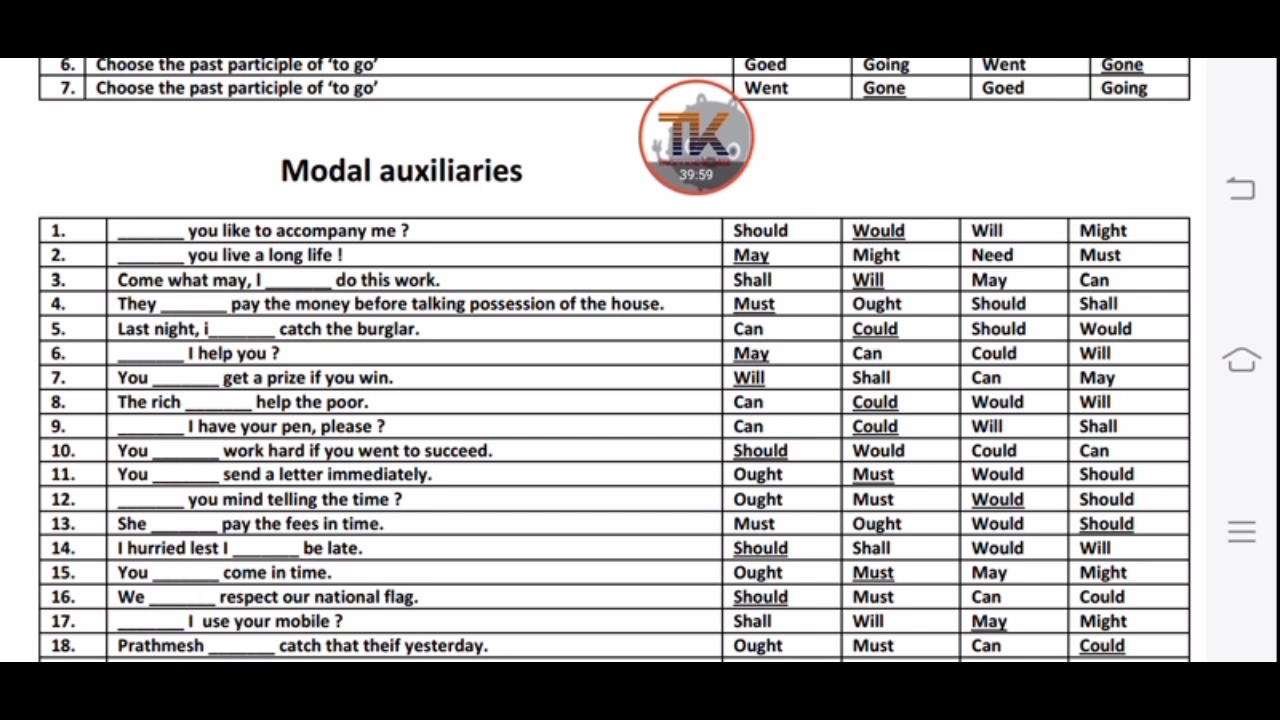 6. Choose the past participle of ‘to go’ Goed Going Went Gone
7. Choose the past participle of ‘to go’ Went Gone Goed Going
TK
39:59
Modal auxiliaries
1. _______ you like to accompany me ? Should Would Will Might
2. _______ you live a long life ! May Might Need Must
3. Come what may, I _______ do this work. Shall Will May Can
4. They _______ pay the money before talking possession of the house. Must Ought Should Shall
5. Last night, i_______ catch the burglar. Can Could Should Would
6. _______ I help you ? May Can Could Will
7. You _______ get a prize if you win. Will Shall Can May
8. The rich _______ help the poor. Can Could Would Will
9. _______ I have your pen, please ? Can Could Will Shall
10. You _______ work hard if you went to succeed. Should Would Could Can
11. You _______ send a letter immediately. Ought Must Would Should
12. _______ you mind telling the time ? Ought Must Would Should
13. She _______ pay the fees in time. Must Ought Would Should
14. I hurried lest I _______ be late. Should Shall Would Will
15. You _______ come in time. Ought Must May Might
16. We _______ respect our national flag. Should Must Can Could
17. _______ I use your mobile ? Shall Will May Might
18. Prathmesh _______ catch that theif yesterday. Ought Must Can Could